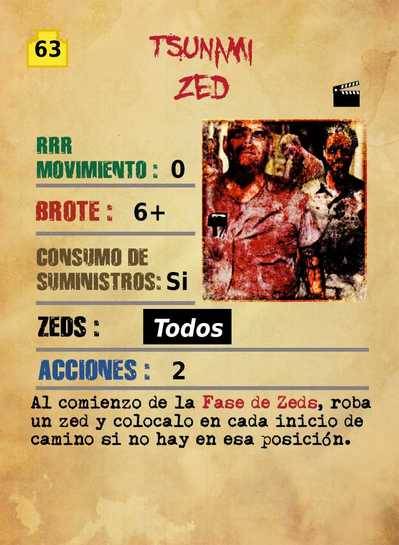 63
TSUNAMI
ZED
RRR
MOVIMIENTO : 0
BROTE : 6+
CONSUMO DE
SUMINISTROS: Si
ZEDS : Todos
ACCIONES : 2
Al comienzo de la Fase de Zeds, roba
un zed y colocalo en cada inicio de
camino si no hay en esa posición.